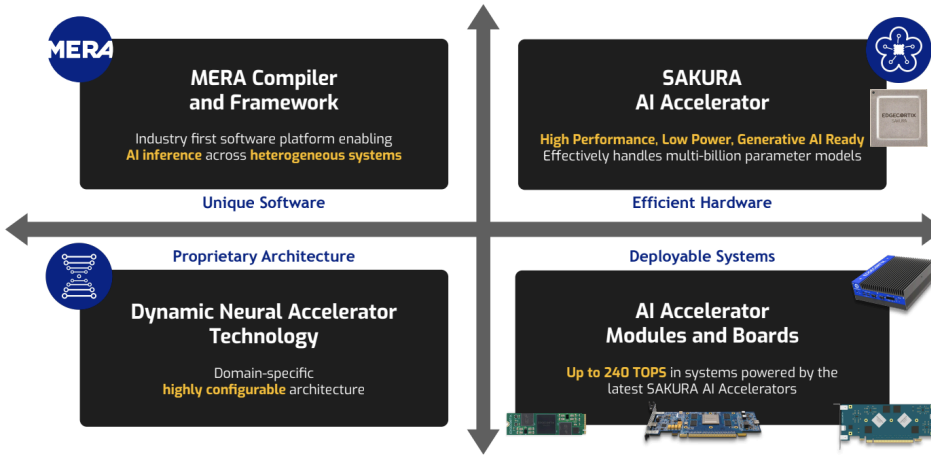 MERA
MERA Compiler
and Framework
Industry first software platform enabling
AI inference across heterogeneous systems
Unique Software
SAKURA
AI Accelerator
High Performance, Low Power, Generative AI Ready
Effectively handles multi-billion parameter models
EDGECORTIX
Efficient Hardware
Proprietary Architecture
Dynamic Neural Accelerator
Technology
Domain-specific
highly configurable architecture
Deployable Systems
AI Accelerator
Modules and Boards
Up to 240 TOPS in systems powered by the
latest SAKURA AI Accelerators